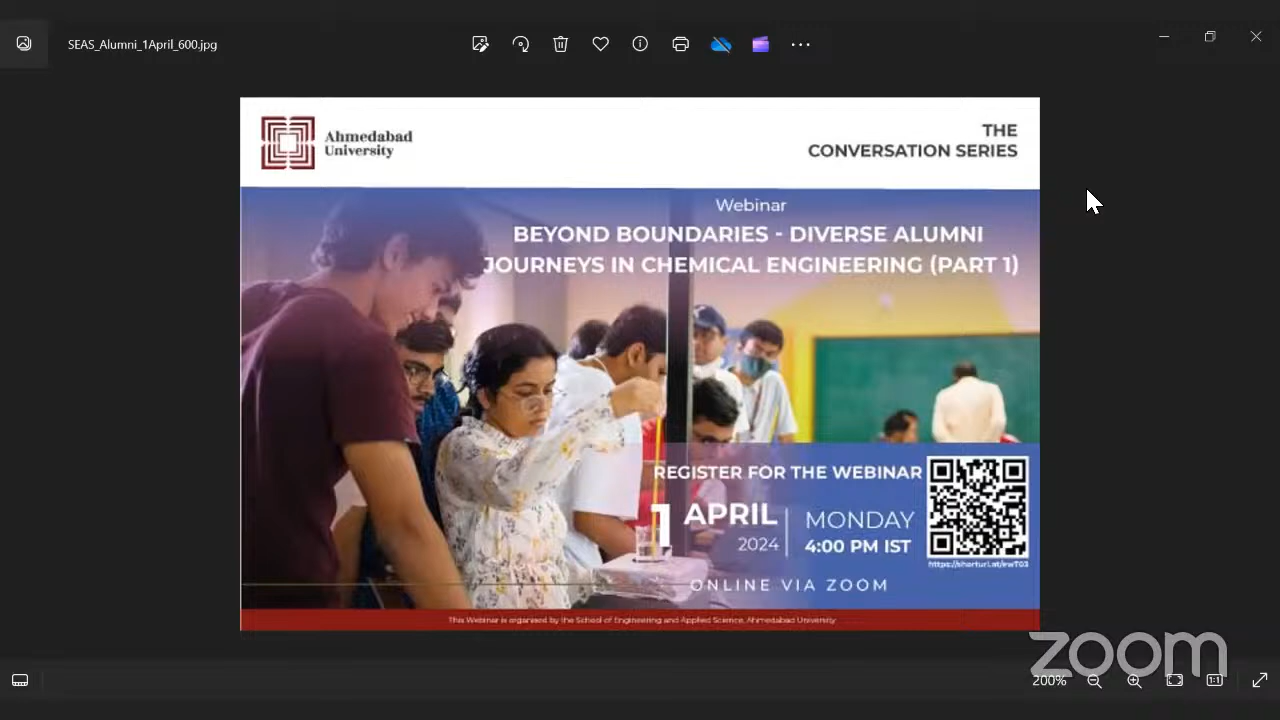 SEAS_Alumni_1April_600.jpg
Ahmedabad
University
THE
CONVERSATION SERIES
Webinar
BEYOND BOUNDARIES - DIVERSE ALUMNI
JOURNEYS IN CHEMICAL ENGINEERING (PART 1)
REGISTER FOR THE WEBINAR
1 APRIL
2024
MONDAY
4:00 PM IST
ONLINE VIA ZOOM
This Webinar is organised by the School of Engineering and Applied Science, Ahmedabad University
zoom
200%
1:1